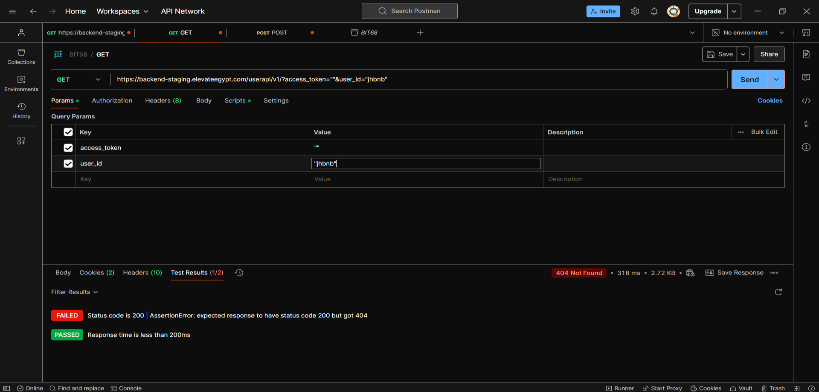 Home Workspaces API Network Search Postman Invite Upgrade
GET https://backend-staging GET GET POST POST BIT68 No environment
BIT68 / GET Save Share
GET https://backend-staging.elevateegypt.com/userapi/v1/?access_token=""&user_id="jhbnb" Send
Params Authorization Headers (8) Body Scripts Settings Cookies
Query Params
Key Value Description Bulk Edit
access_token ""
user_id "jhbnb"
Key Value Description
Collections
Environments
History
Body Cookies (2) Headers (10) Test Results (1/2) 404 Not Found 318 ms 2.72 KB Save Response
Filter Results
FAILED Status code is 200 | AssertionError: expected response to have status code 200 but got 404
PASSED Response time is less than 200ms
Online Find and replace Console Runner Start Proxy Cookies Vault Trash